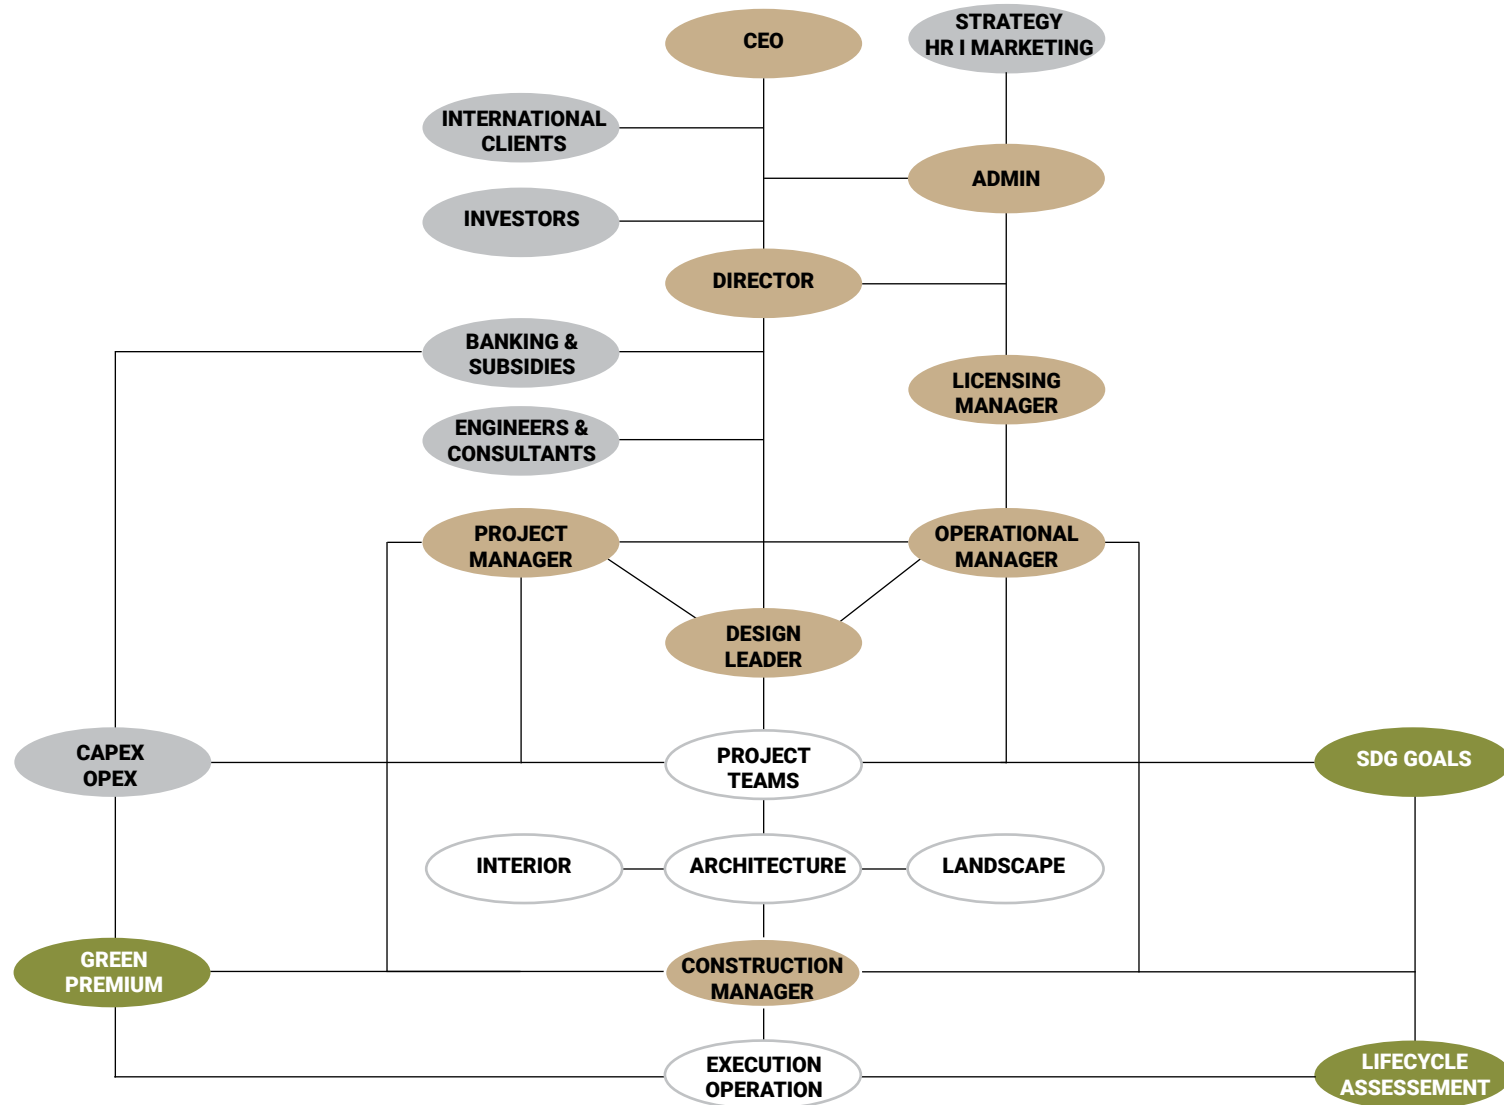 CEO
STRATEGY
HR I MARKETING
INTERNATIONAL
CLIENTS
ADMIN
INVESTORS
DIRECTOR
BANKING &
SUBSIDIES
LICENSING
MANAGER
ENGINEERS &
CONSULTANTS
PROJECT
MANAGER
OPERATIONAL
MANAGER
DESIGN
LEADER
CAPEX
OPEX
PROJECT
TEAMS
SDG GOALS
INTERIOR
ARCHITECTURE
LANDSCAPE
GREEN
PREMIUM
CONSTRUCTION
MANAGER
EXECUTION
OPERATION
LIFECYCLE
ASSESSEMENT